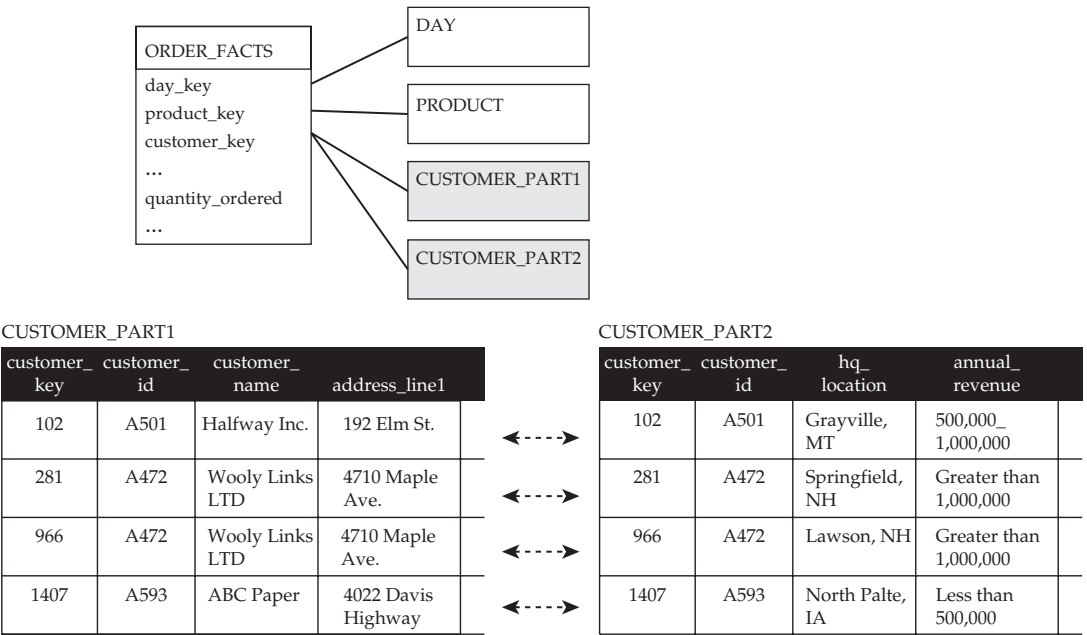 ORDER_FACTS
day_key
product_key
customer_key
...
quantity_ordered
...
DAY
PRODUCT
CUSTOMER_PART1
CUSTOMER_PART2
CUSTOMER_PART1
customer_ key customer_ id customer_ name address_line1
102 A501 Halfway Inc. 192 Elm St.
281 A472 Wooly Links LTD 4710 Maple Ave.
966 A472 Wooly Links LTD 4710 Maple Ave.
1407 A593 ABC Paper 4022 Davis Highway
CUSTOMER_PART2
customer_ key customer_ id hq_ location annual_ revenue
102 A501 Grayville, MT 500,000_ 1,000,000
281 A472 Springfield, NH Greater than 1,000,000
966 A472 Lawson, NH Greater than 1,000,000
1407 A593 North Palte, IA Less than 500,000